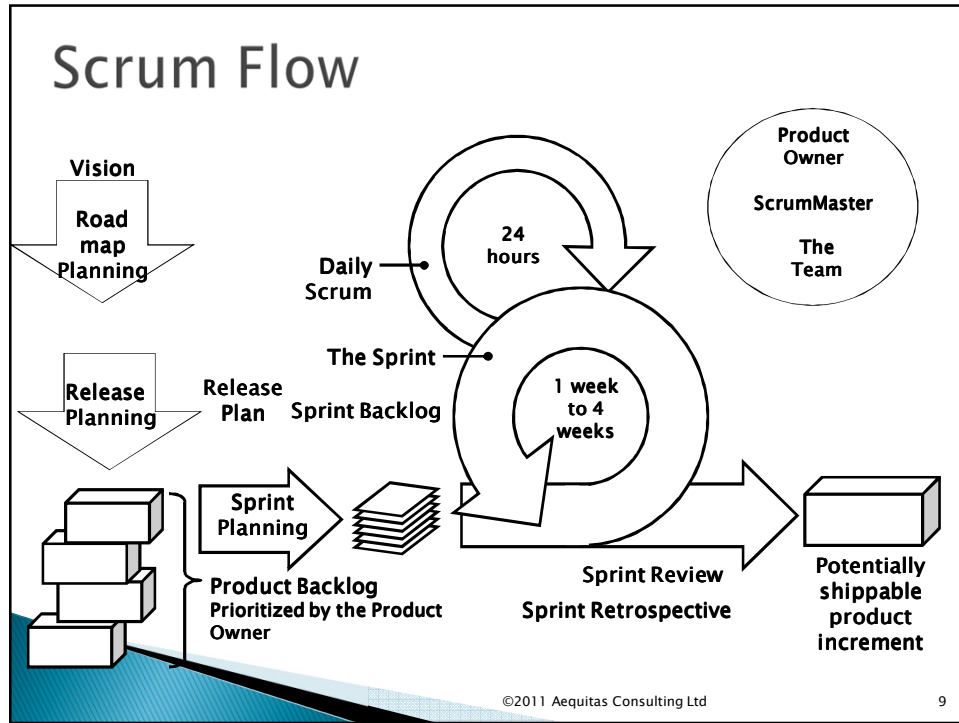 Scrum Flow
Vision
Road
map
Planning
Release
Planning
Release
Plan
Sprint Backlog
Daily
Scrum
24
hours
The Sprint
1 week
to 4
weeks
Product
Owner
ScrumMaster
The
Team
Sprint
Planning
Product Backlog
Prioritized by the Product
Owner
Sprint Review
Sprint Retrospective
Potentially
shippable
product
increment
©2011 Aequitas Consulting Ltd
9